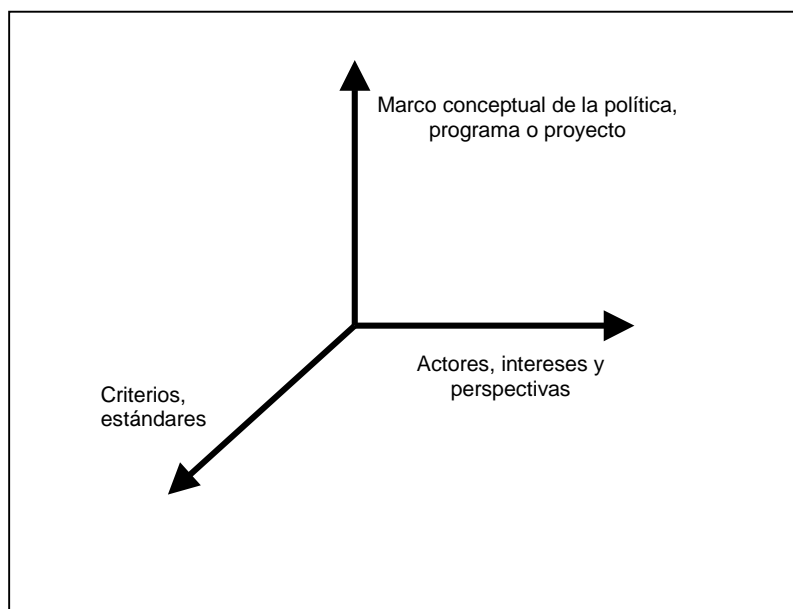 Marco conceptual de la política,
programa o proyecto
Actores, intereses y
perspectivas
Criterios,
estándares